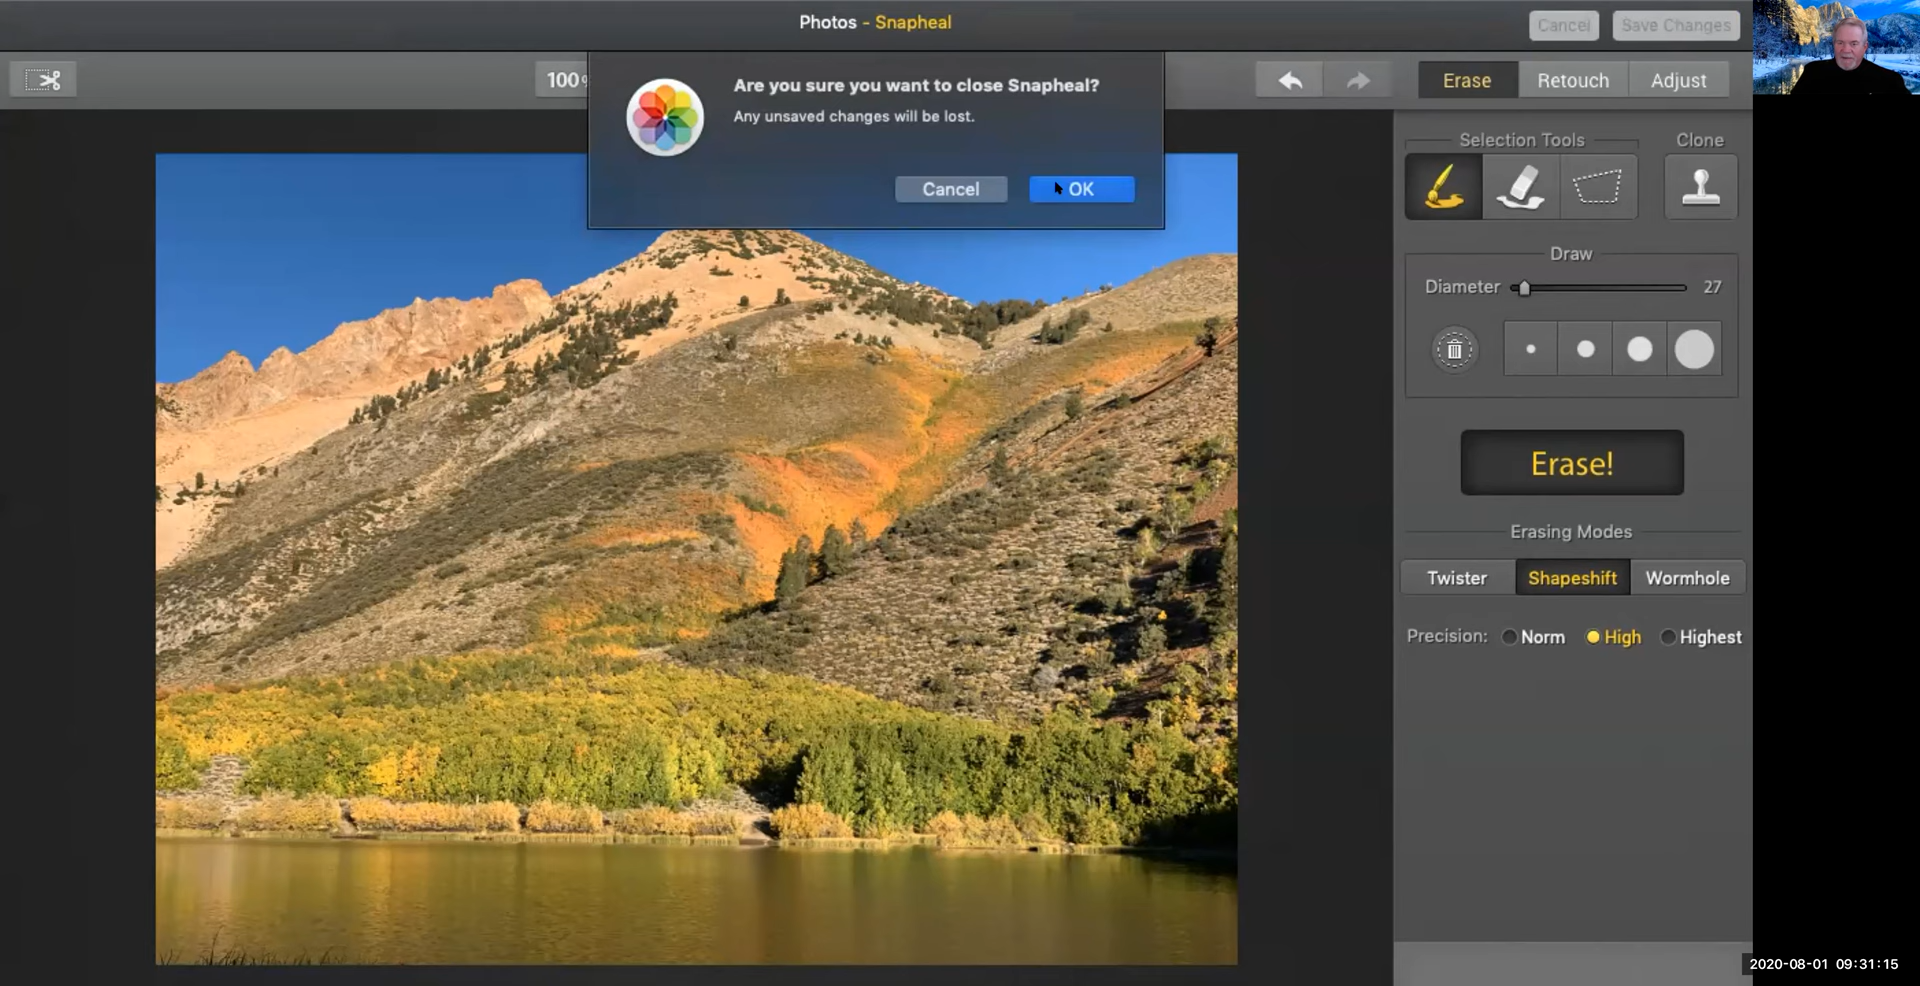 Photos - Snapheal
Cancel
Save Changes
100%
Are you sure you want to close Snapheal?
Any unsaved changes will be lost.
Cancel
OK
Erase
Retouch
Adjust
Selection Tools
Clone
Draw
Diameter
27
Erase!
Erasing Modes
Twister
Shapeshift
Wormhole
Precision:
Norm
High
Highest
2020-08-01 09:31:15